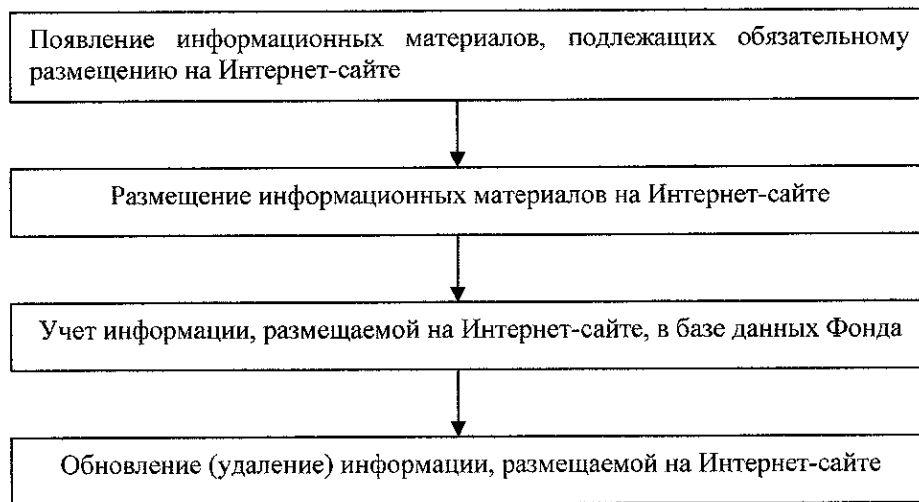 Появление информационных материалов, подлежащих обязательному
размещению на Интернет-сайте
Размещение информационных материалов на Интернет-сайте
Учет информации, размещаемой на Интернет-сайте, в базе данных Фонда
Обновление (удаление) информации, размещаемой на Интернет-сайте